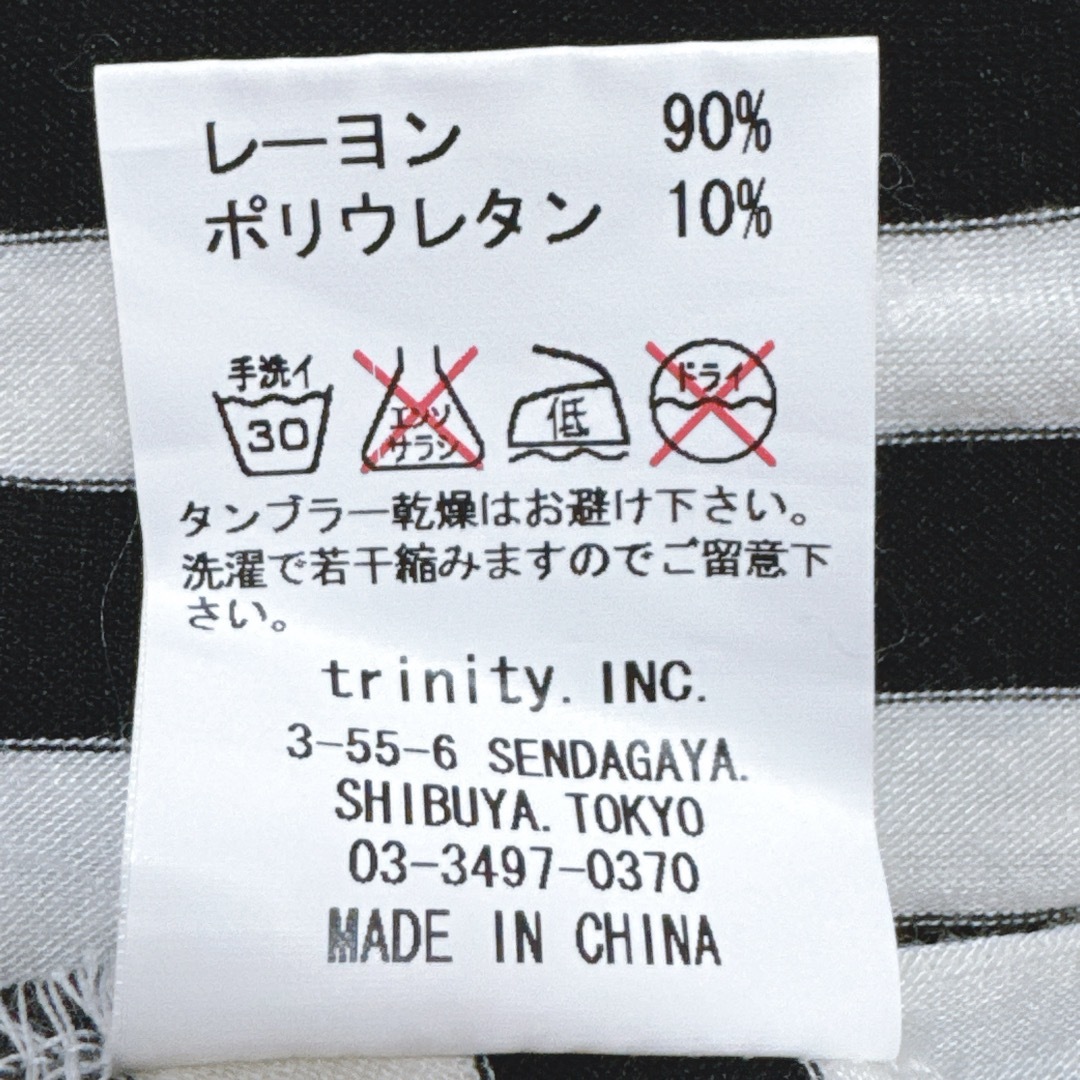 レーヨン 90%
ポリウレタン 10%
手洗イ
30
エンソ
サラシ
低
ドライ
タンブラー乾燥はお避け下さい。
洗濯で若干縮みますのでご留意下
さい。
trinity. INC.
3-55-6 SENDAGAYA.
SHIBUYA. TOKYO
03-3497-0370
MADE IN CHINA